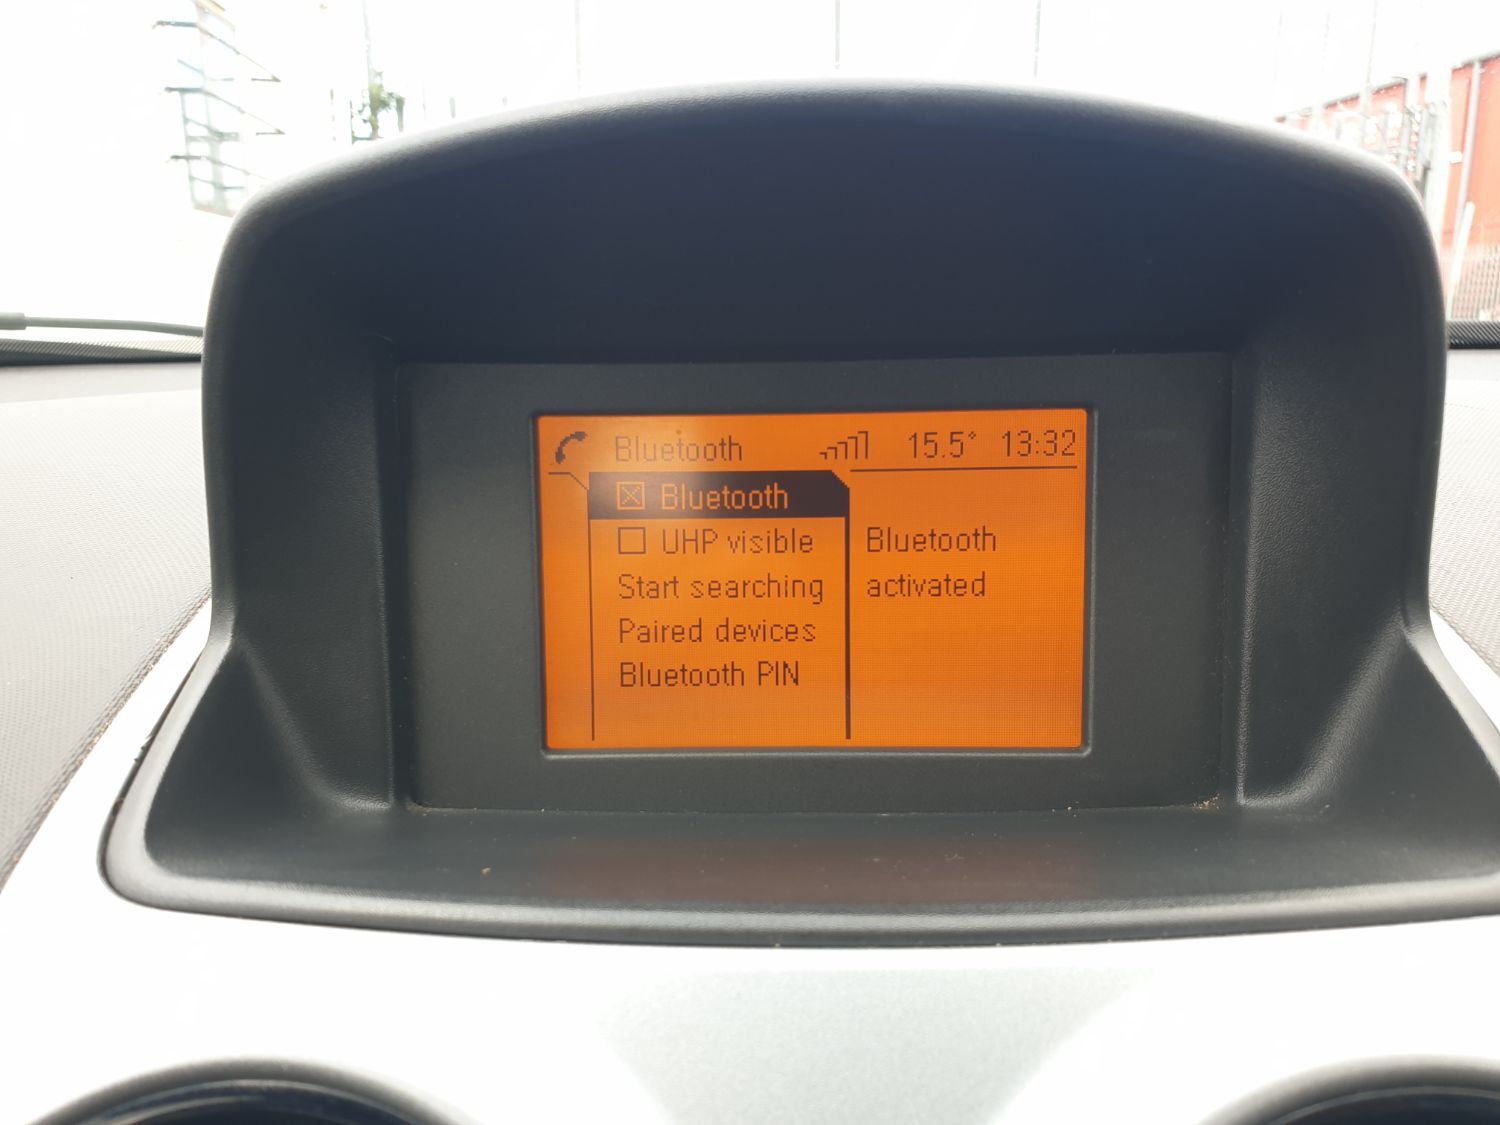 Bluetooth 15.5° 13:32
Bluetooth
UHP visible
Start searching
Paired devices
Bluetooth PIN
Bluetooth
activated